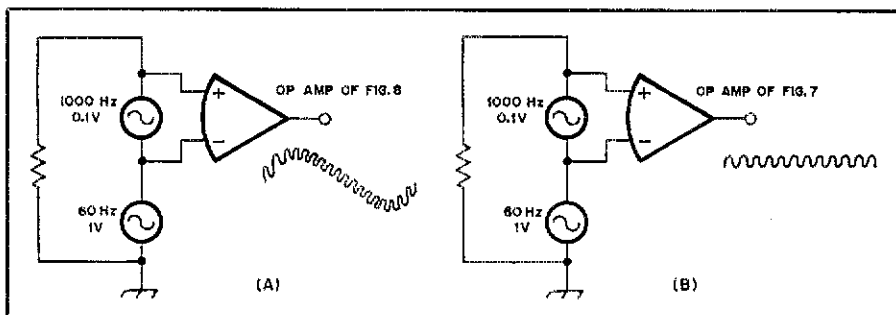 1000 Hz
0.1V
+
−
OP AMP OF FIG. 8
60 Hz
1V
(A)
1000 Hz
0.1V
+
−
OP AMP OF FIG. 7
60 Hz
1V
(B)